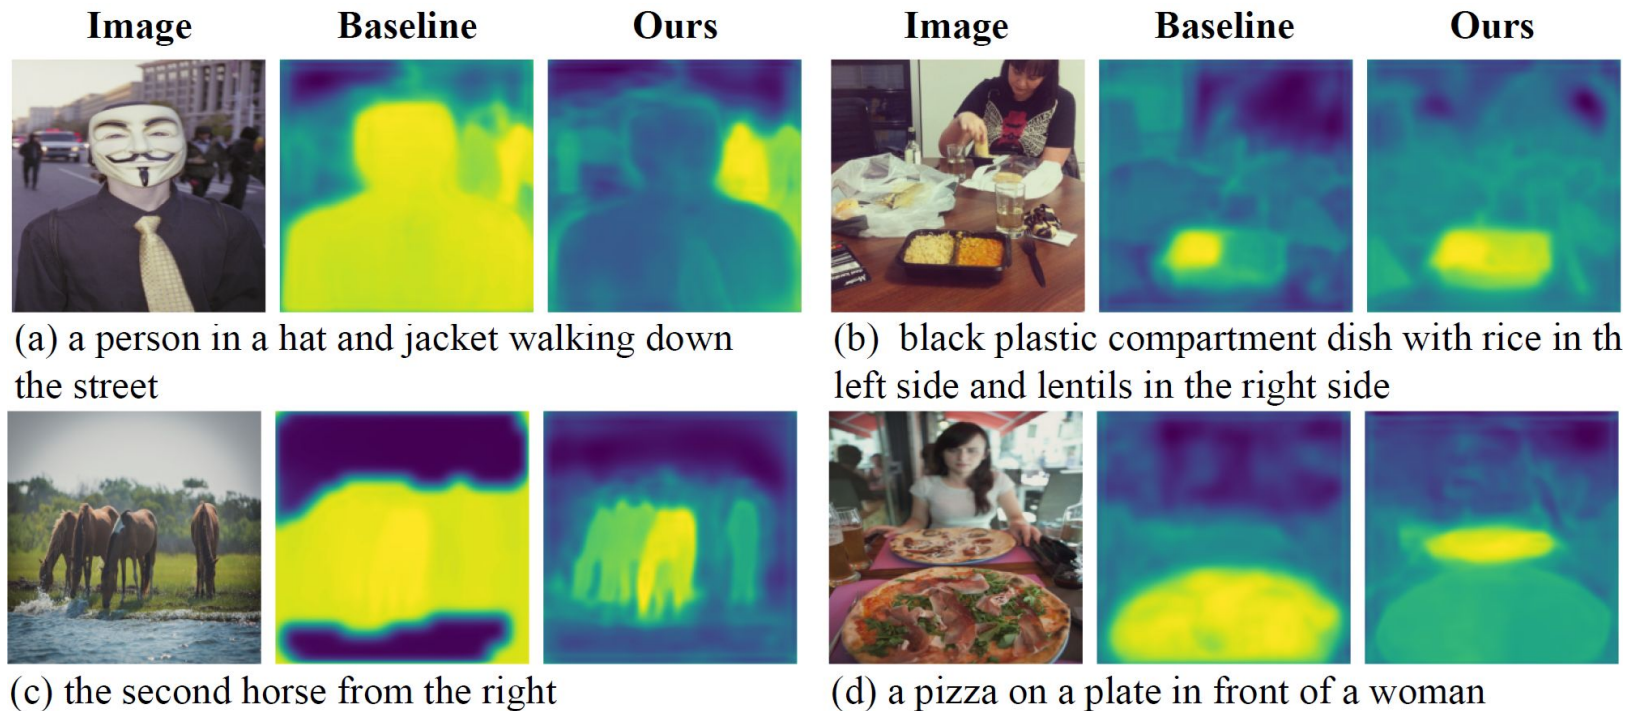 Image Baseline Ours Image Baseline Ours
(a) a person in a hat and jacket walking down
the street
(b) black plastic compartment dish with rice in th
left side and lentils in the right side
(c) the second horse from the right
(d) a pizza on a plate in front of a woman